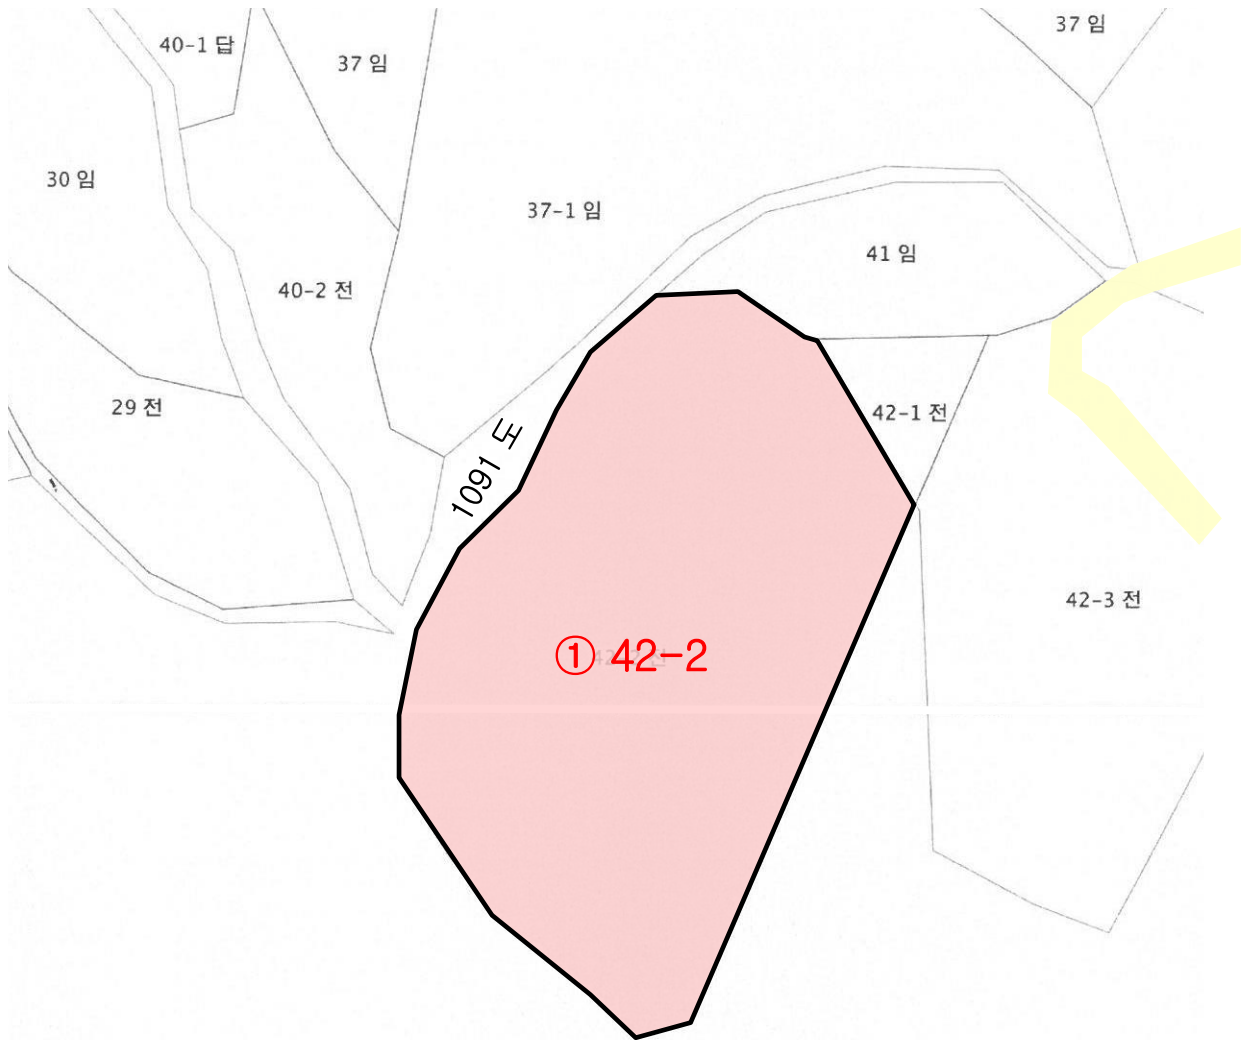 37 임
40-1 답
37 임
30 임
37-1 임
41 임
40-2 전
29 전
42-1 전
1091 도
42-3 전
① 42-2